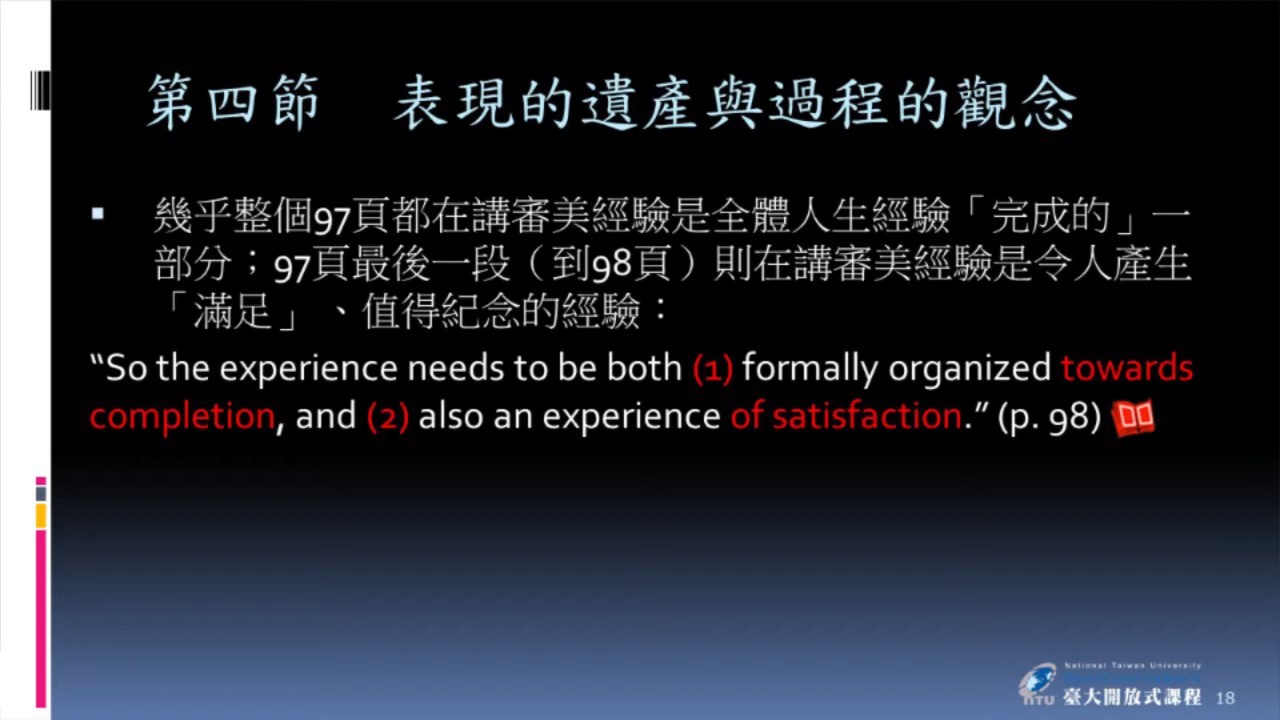 第四節　表現的遺產與過程的觀念
幾乎整個97頁都在講審美經驗是全體人生經驗「完成的」一
部分；97頁最後一段（到98頁）則在講審美經驗是令人產生
「滿足」、值得紀念的經驗：
“So the experience needs to be both (1) formally organized towards
completion, and (2) also an experience of satisfaction.” (p. 98)
National Taiwan University
NTU 臺大開放式課程 18